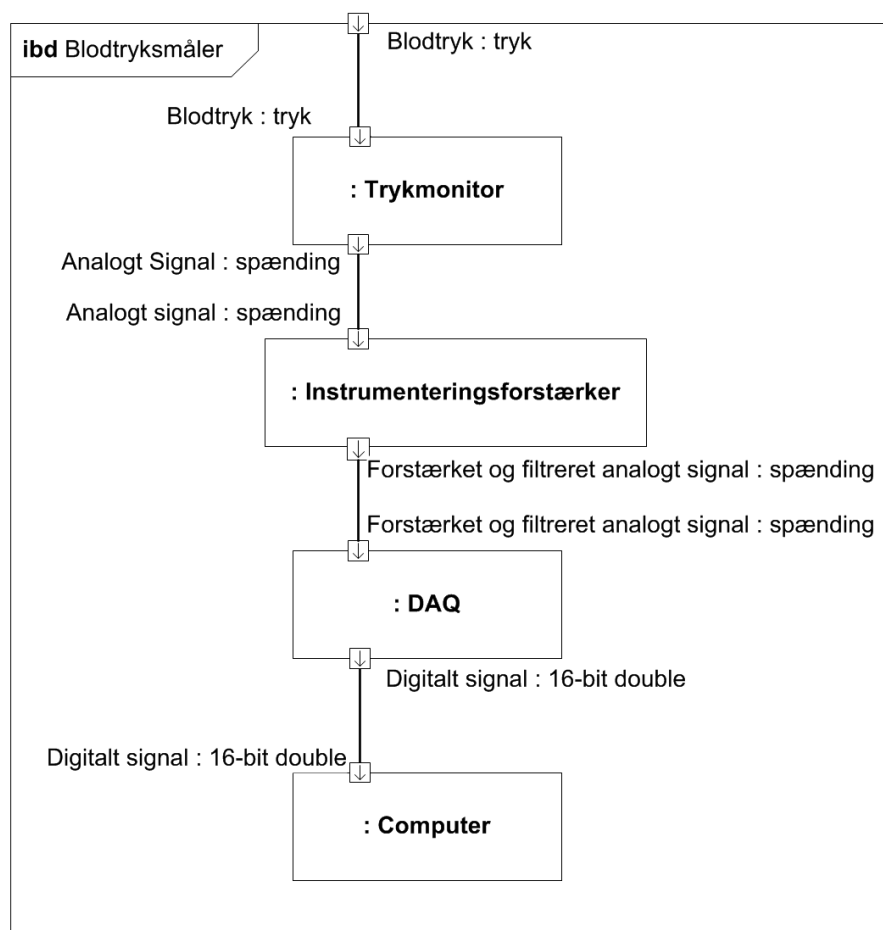 ibd Blodtryksmåler
Blodtryk : tryk
Blodtryk : tryk
: Trykmonitor
Analogt Signal : spænding
Analogt signal : spænding
: Instrumenteringsforstærker
Forstærket og filtreret analogt signal : spænding
Forstærket og filtreret analogt signal : spænding
: DAQ
Digitalt signal : 16-bit double
Digitalt signal : 16-bit double
: Computer